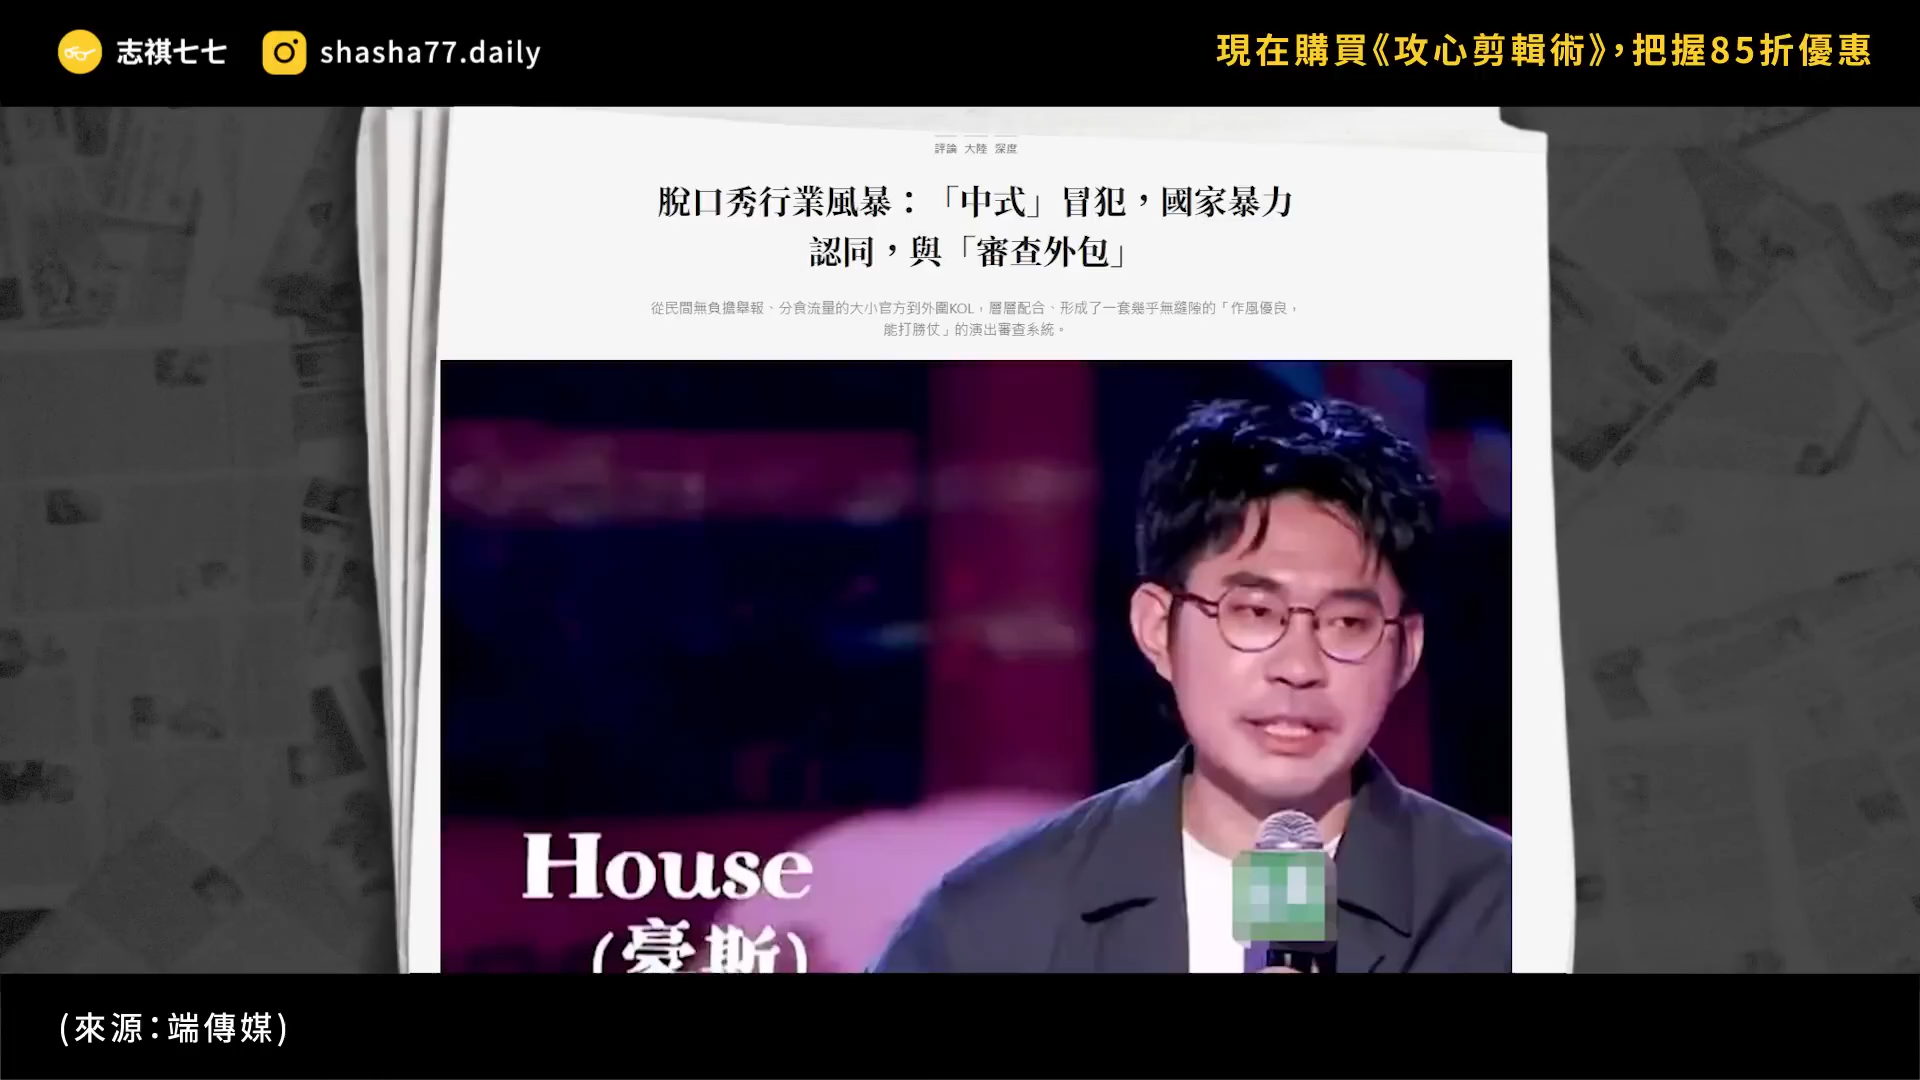 志祺七七
shasha77.daily
現在購買《攻心剪輯術》，把握85折優惠
評論 大陸 深度
脫口秀行業風暴：「中式」冒犯，國家暴力
認同，與「審查外包」
從民間無負擔舉報、分食流量的大小官方到外圍KOL，層層配合、形成了一套幾乎無縫隙的「作風優良，
能打勝仗」的演出審查系統。
House
(豪斯)
(來源：端傳媒)